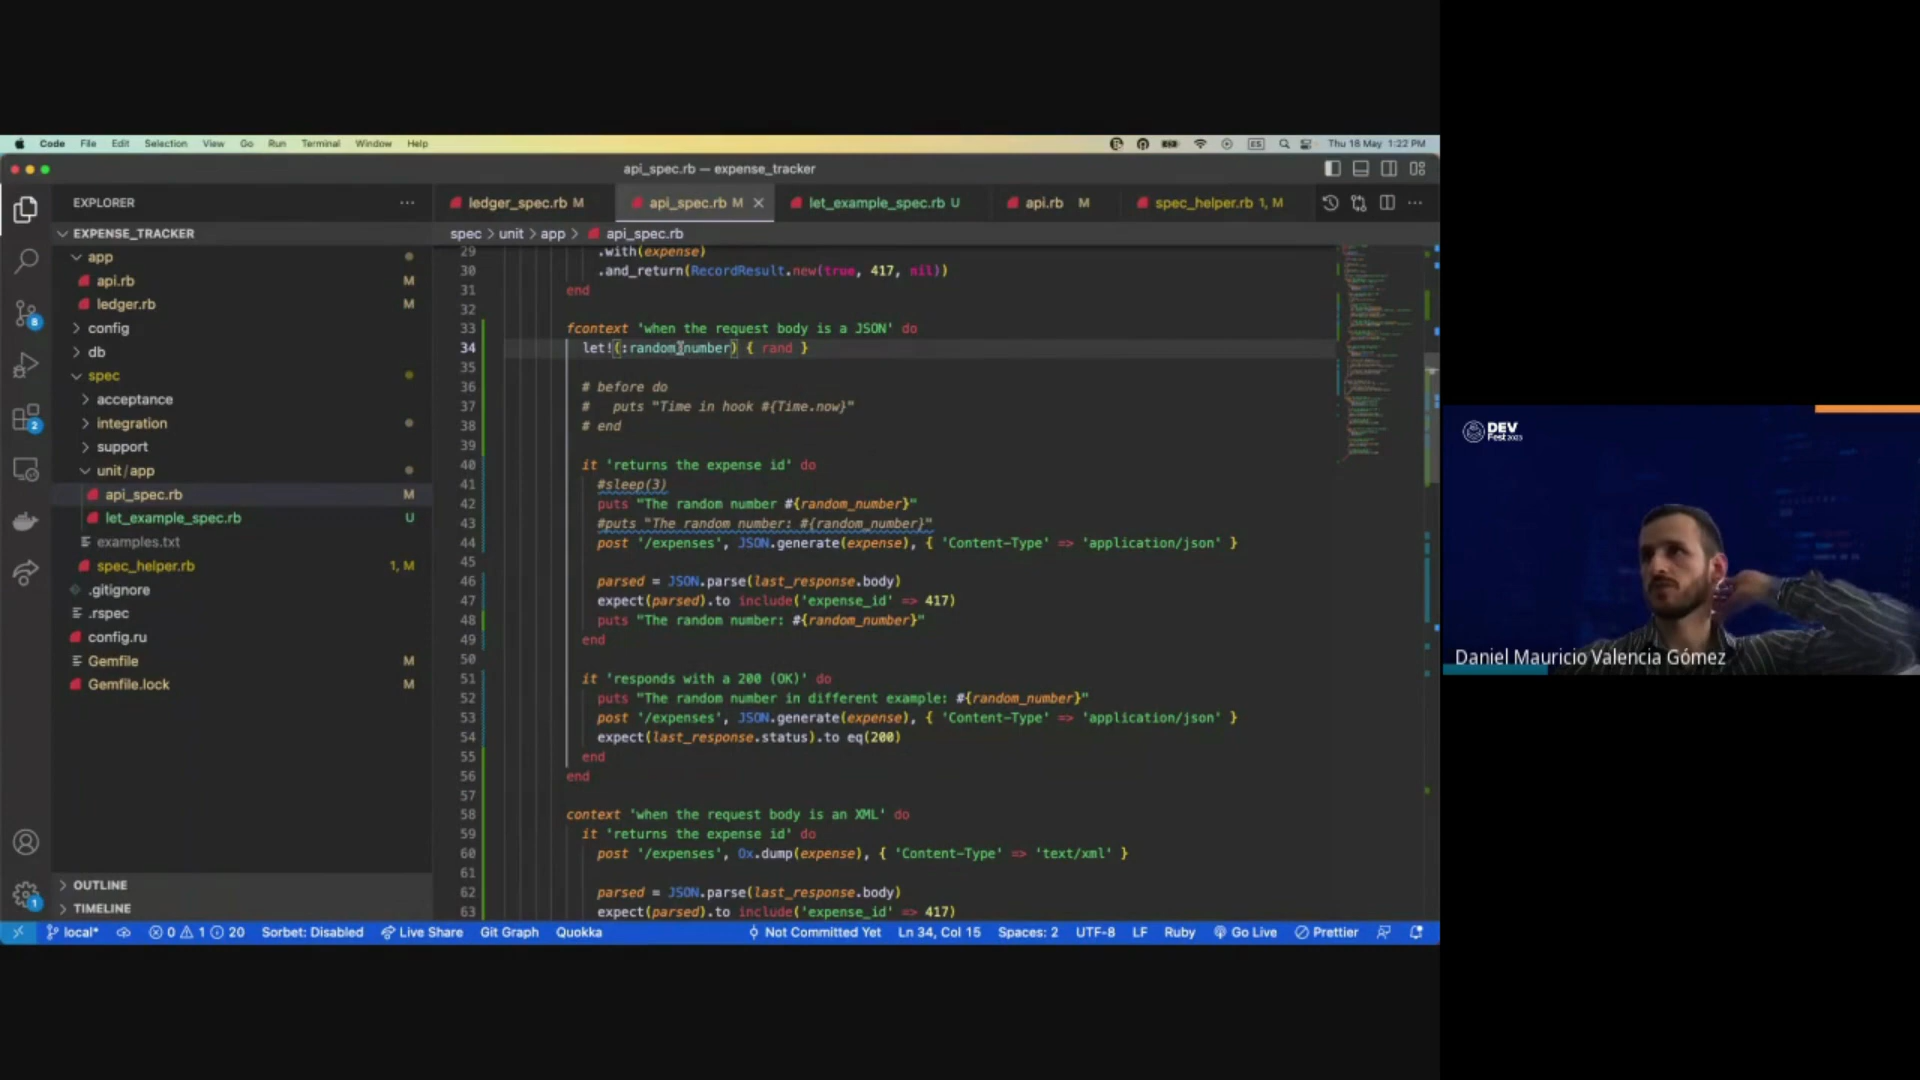 Code File Edit Selection View Go Run Terminal Window Help
ES Thu 18 May 1:22 PM
api_spec.rb — expense_tracker
EXPLORER
ledger_spec.rb M
api_spec.rb M
let_example_spec.rb U
api.rb M
spec_helper.rb 1, M
EXPENSE_TRACKER
app
api.rb M
ledger.rb M
config
db
spec
acceptance
integration
support
unit/app
api_spec.rb M
let_example_spec.rb U
examples.txt
spec_helper.rb 1, M
.gitignore
.rspec
config.ru
Gemfile M
Gemfile.lock M
OUTLINE
TIMELINE
8
2
1
spec > unit > app > api_spec.rb
29 .with(expense)
30 .and_return(RecordResult.new(true, 417, nil))
31 end
32
33 fcontext 'when the request body is a JSON' do
34 let!(:random_number) { rand }
35
36 # before do
37 #   puts "Time in hook #{Time.now}"
38 # end
39
40 it 'returns the expense id' do
41 #sleep(3)
42 puts "The random number #{random_number}"
43 #puts "The random number: #{random_number}"
44 post '/expenses', JSON.generate(expense), { 'Content-Type' => 'application/json' }
45
46 parsed = JSON.parse(last_response.body)
47 expect(parsed).to include('expense_id' => 417)
48 puts "The random number: #{random_number}"
49 end
50
51 it 'responds with a 200 (OK)' do
52 puts "The random number in different example: #{random_number}"
53 post '/expenses', JSON.generate(expense), { 'Content-Type' => 'application/json' }
54 expect(last_response.status).to eq(200)
55 end
56 end
57
58 context 'when the request body is an XML' do
59 it 'returns the expense id' do
60 post '/expenses', Ox.dump(expense), { 'Content-Type' => 'text/xml' }
61
62 parsed = JSON.parse(last_response.body)
63 expect(parsed).to include('expense_id' => 417)
local* 0 1 20 Sorbet: Disabled Live Share Git Graph Quokka Not Committed Yet Ln 34, Col 15 Spaces: 2 UTF-8 LF Ruby Go Live Prettier
DEV
Fest 2023
Daniel Mauricio Valencia Gómez